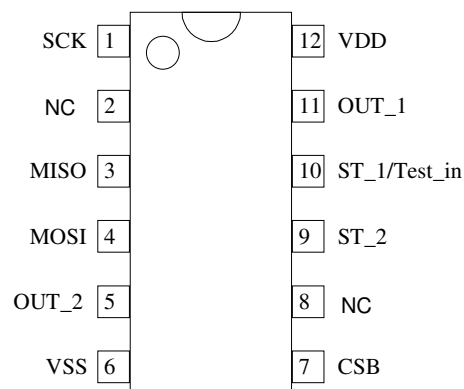 SCK 1 12 VDD
NC 2 11 OUT_1
MISO 3 10 ST_1/Test_in
MOSI 4 9 ST_2
OUT_2 5 8 NC
VSS 6 7 CSB